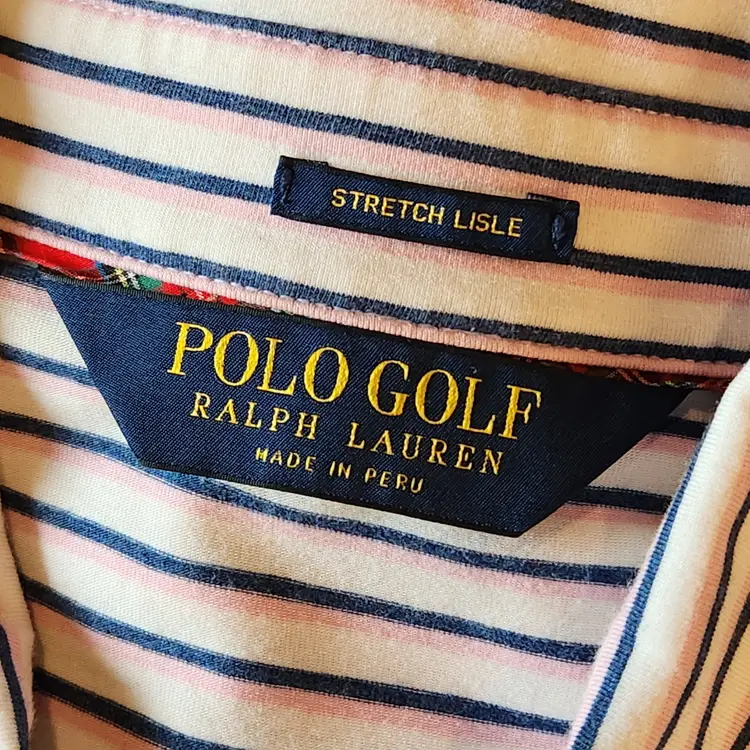 STRETCH LISLE
POLO GOLF
RALPH LAUREN
MADE IN PERU